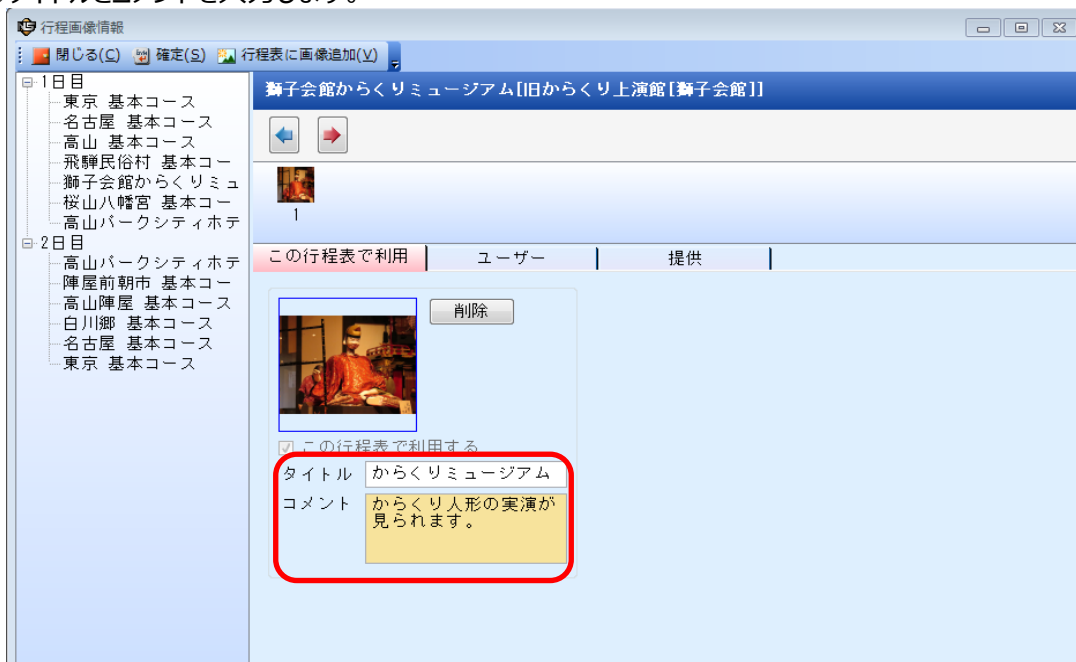 タイトルとコメントを入力します。
行程画像情報
閉じる(C) 確定(S) 行程表に画像追加(V)
1日目
東京 基本コース
名古屋 基本コース
高山 基本コース
飛騨民俗村 基本コー
獅子会館からくりミュ
桜山八幡宮 基本コー
高山パークシティホテ
2日目
高山パークシティホテ
陣屋前朝市 基本コー
高山陣屋 基本コース
白川郷 基本コース
名古屋 基本コース
東京 基本コース
獅子会館からくりミュージアム[旧からくり上演館[獅子会館]]
1
この行程表で利用 ユーザー 提供
削除
この行程表で利用する
タイトル からくりミュージアム
コメント からくり人形の実演が
見られます。